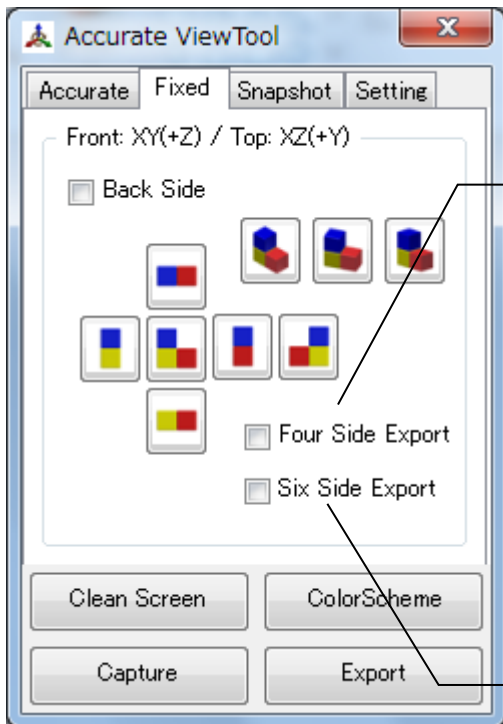 Accurate ViewTool
Accurate Fixed Snapshot Setting
Front: XY(+Z) / Top: XZ(+Y)
Back Side
Four Side Export
Six Side Export
Clean Screen ColorScheme
Capture Export